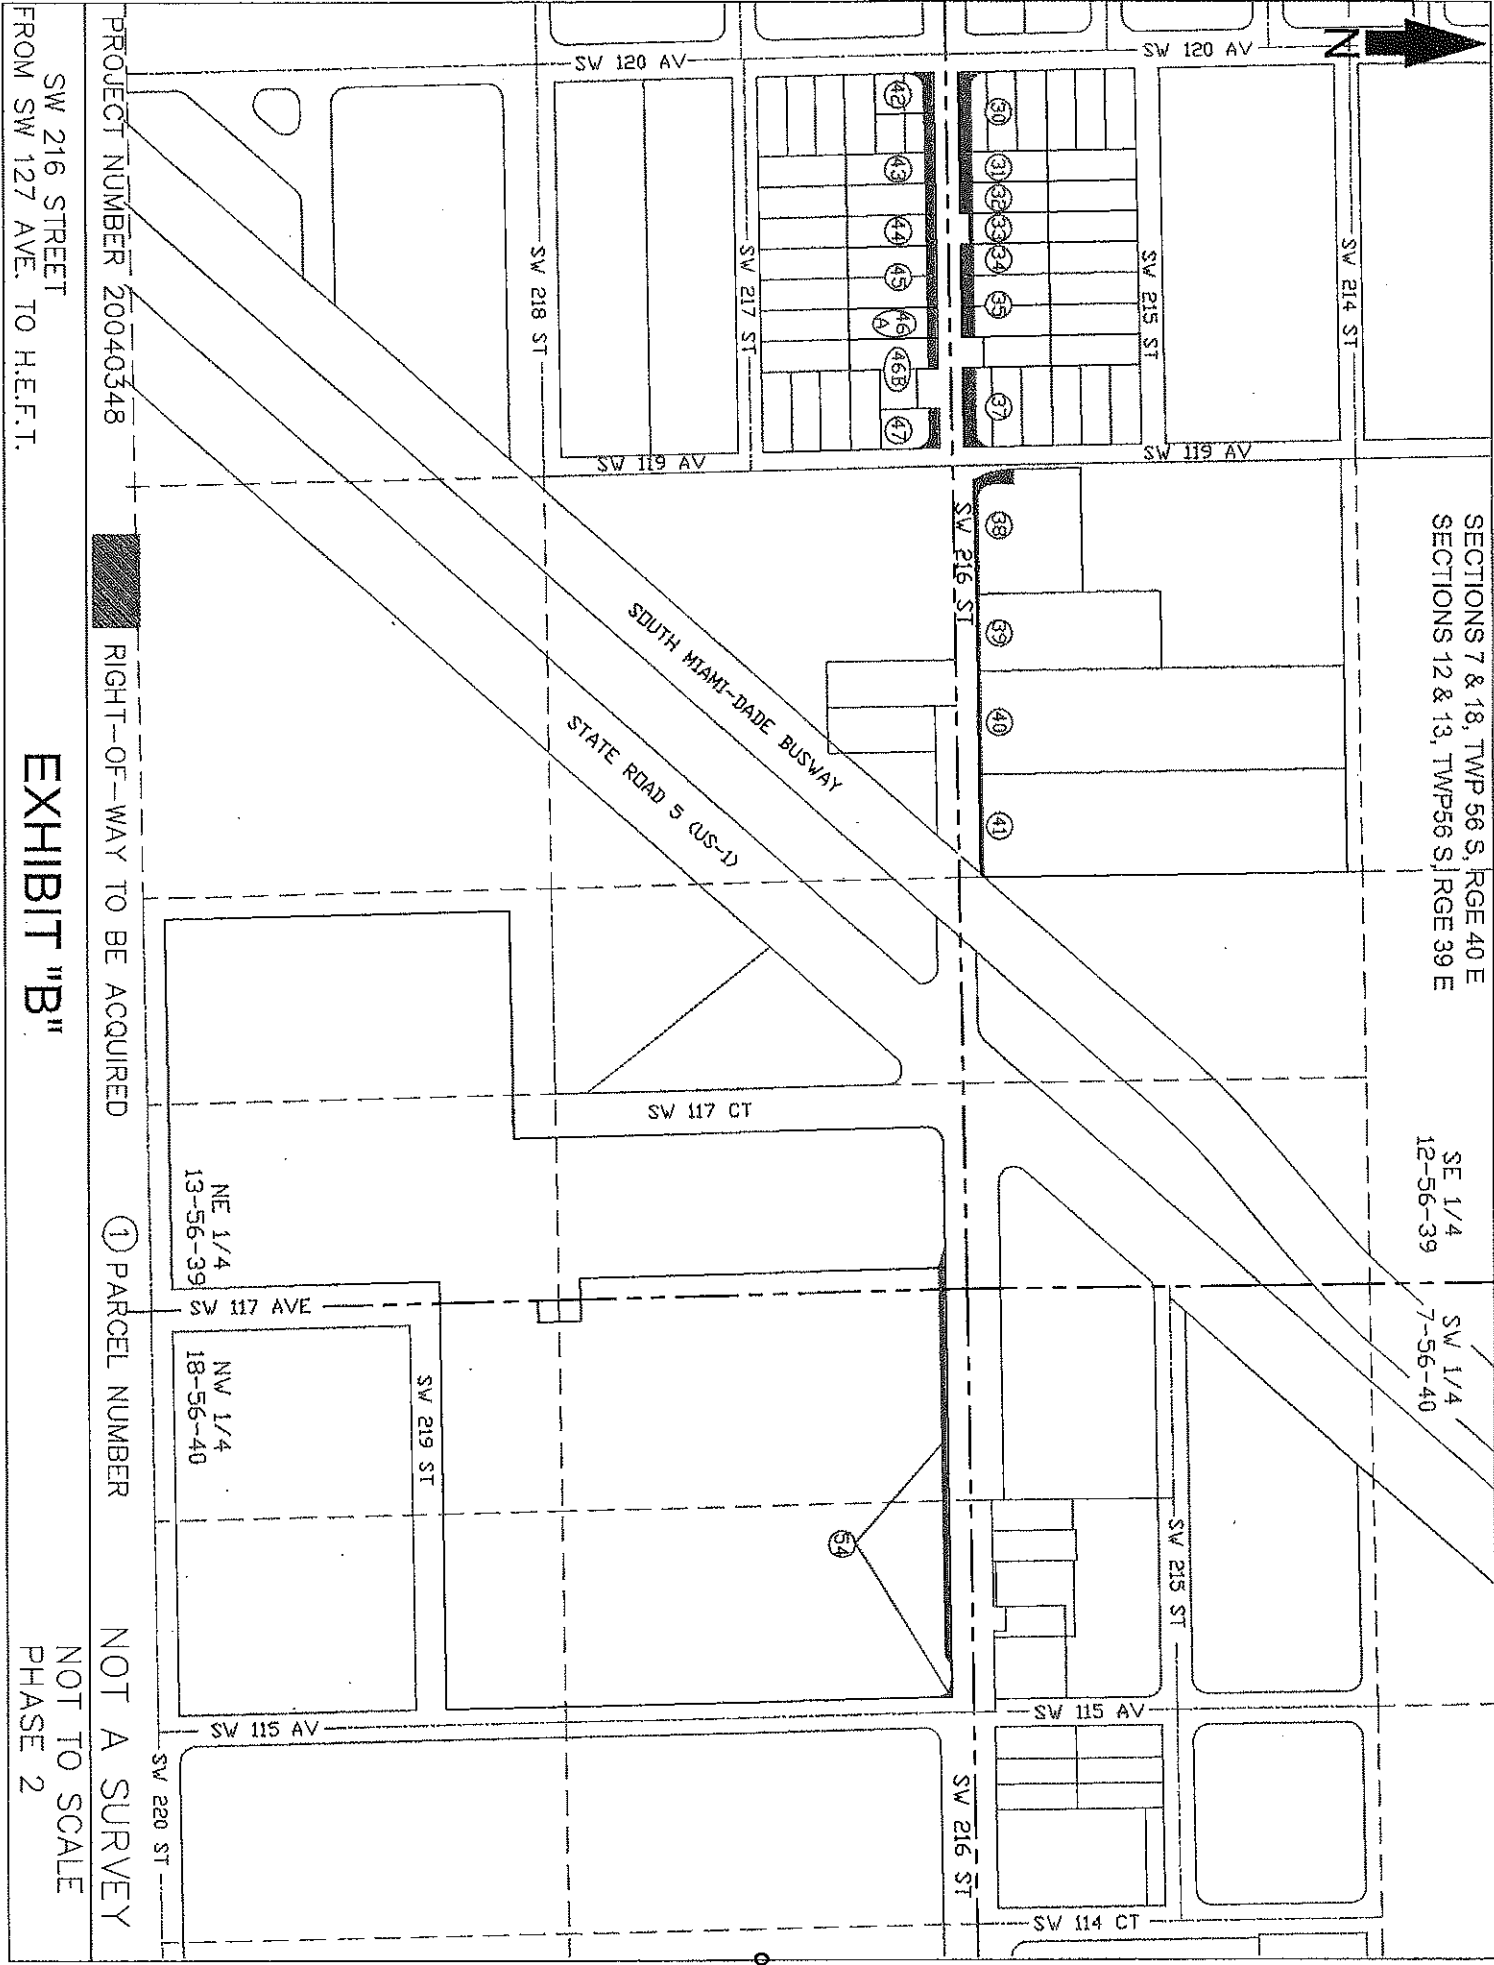 SECTIONS 7 & 18, TWP 56 S, RGE 40 E
SECTIONS 12 & 13, TWP56 S, RGE 39 E
SE 1/4
12-56-39
SW 1/4
7-56-40
N
SW 214 ST
SW 120 AV
SW 215 ST
SW 119 AV
SW 215 ST
SW 115 AV
SW 114 CT
30
31
32
33
34
35
37
38
39
40
41
SW 216 ST
SW 216 ST
42
43
44
45
46 A
46B
47
54
SW 120 AV
SW 217 ST
SW 119 AV
SOUTH MIAMI-DADE BUSWAY
STATE ROAD 5 (US-1)
SW 117 CT
SW 218 ST
SW 219 ST
NE 1/4
13-56-39
SW 117 AVE
NW 1/4
18-56-40
SW 115 AV
SW 220 ST
PROJECT NUMBER 20040348
RIGHT-OF-WAY TO BE ACQUIRED
1 PARCEL NUMBER
NOT A SURVEY
SW 216 STREET
FROM SW 127 AVE. TO H.E.F.T.
EXHIBIT "B"
NOT TO SCALE
PHASE 2